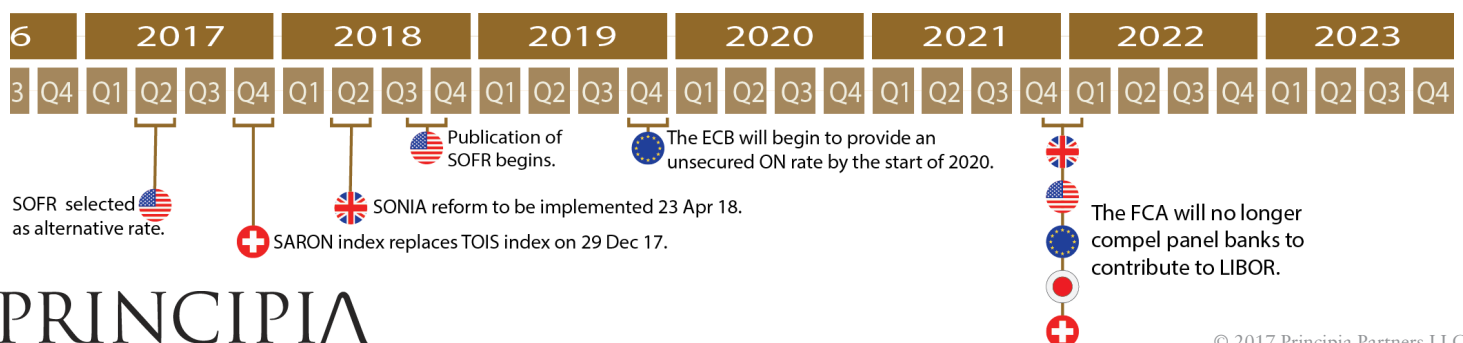 6 2017 2018 2019 2020 2021 2022 2023
3 Q4 Q1 Q2 Q3 Q4 Q1 Q2 Q3 Q4 Q1 Q2 Q3 Q4 Q1 Q2 Q3 Q4 Q1 Q2 Q3 Q4 Q1 Q2 Q3 Q4 Q1 Q2 Q3 Q4
Publication of
SOFR begins.
The ECB will begin to provide an
unsecured ON rate by the start of 2020.
SOFR selected
as alternative rate.
SONIA reform to be implemented 23 Apr 18.
SARON index replaces TOIS index on 29 Dec 17.
The FCA will no longer
compel panel banks to
contribute to LIBOR.
PRINCIPIA
© 2017 Principia Partners LLC